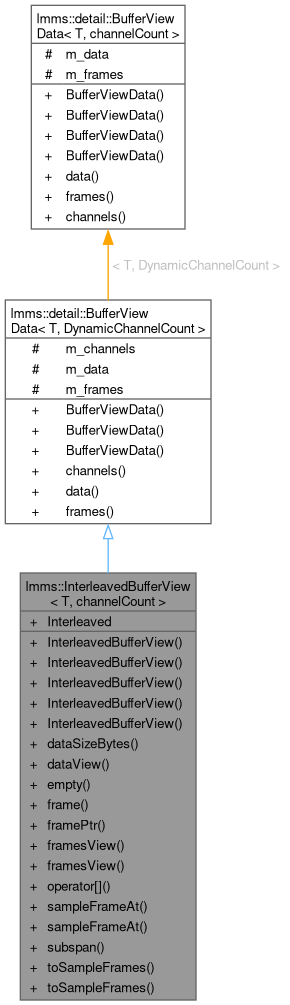 lmms::detail::BufferView
Data< T, channelCount >
# m_data
# m_frames
+ BufferViewData()
+ BufferViewData()
+ BufferViewData()
+ BufferViewData()
+ data()
+ frames()
+ channels()
< T, DynamicChannelCount >
lmms::detail::BufferView
Data< T, DynamicChannelCount >
# m_channels
# m_data
# m_frames
+ BufferViewData()
+ BufferViewData()
+ BufferViewData()
+ channels()
+ data()
+ frames()
lmms::InterleavedBufferView
< T, channelCount >
+ Interleaved
+ InterleavedBufferView()
+ InterleavedBufferView()
+ InterleavedBufferView()
+ InterleavedBufferView()
+ InterleavedBufferView()
+ dataSizeBytes()
+ dataView()
+ empty()
+ frame()
+ framePtr()
+ framesView()
+ framesView()
+ operator[]()
+ sampleFrameAt()
+ sampleFrameAt()
+ subspan()
+ toSampleFrames()
+ toSampleFrames()